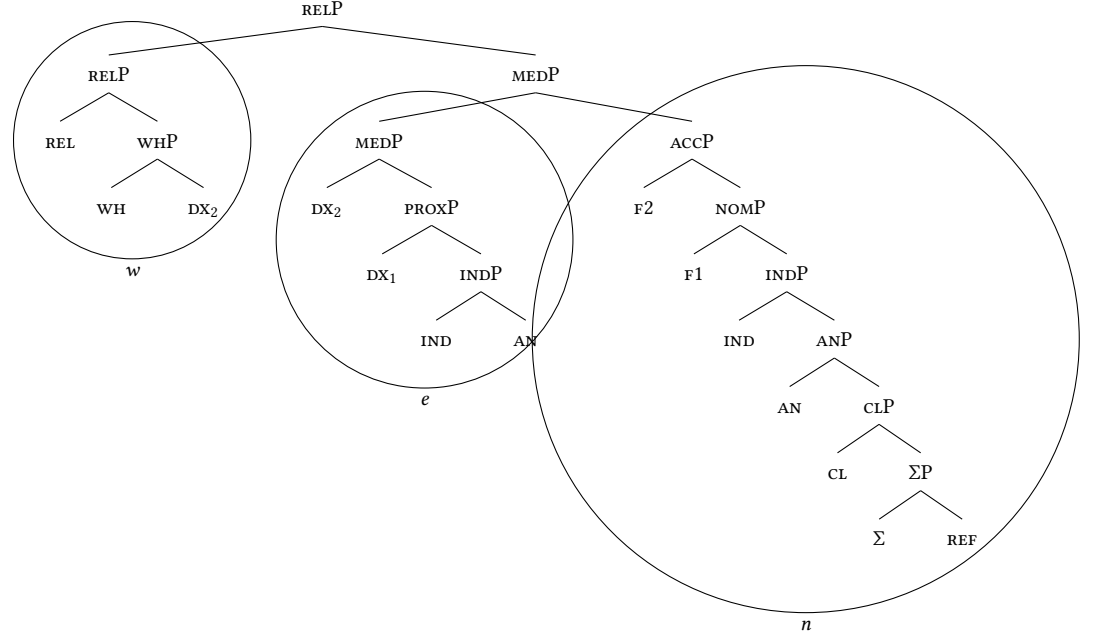 RELP
RELP MEDP
REL WHP MEDP ACCP
WH DX₂ DX₂ PROXP F2 NOMP
w DX₁ INDP F1 INDP
IND AN IND ANP
e AN CLP
CL ΣP
Σ REF
n